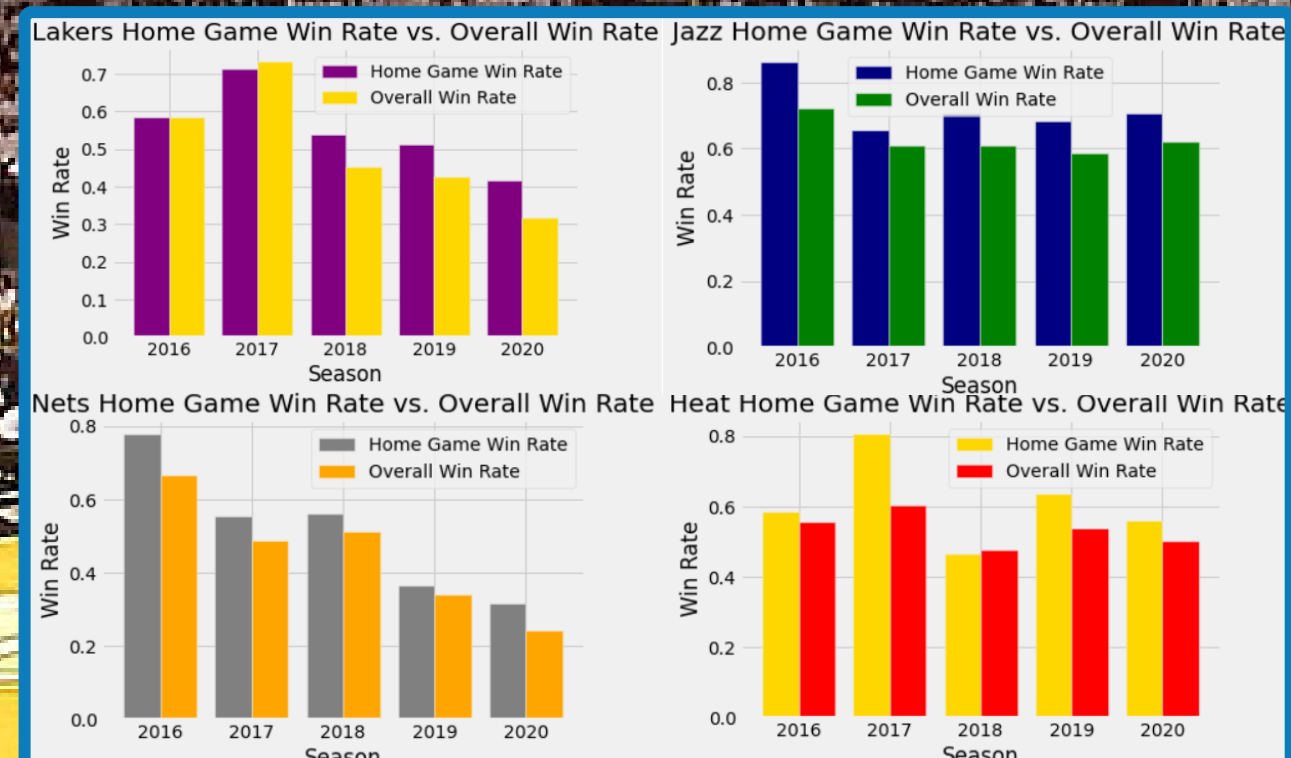 Lakers Home Game Win Rate vs. Overall Win Rate
Home Game Win Rate
Overall Win Rate
Win Rate
0.7
0.6
0.5
0.4
0.3
0.2
0.1
0.0
2016 2017 2018 2019 2020
Season
Jazz Home Game Win Rate vs. Overall Win Rate
Home Game Win Rate
Overall Win Rate
Win Rate
0.8
0.6
0.4
0.2
0.0
2016 2017 2018 2019 2020
Season
Nets Home Game Win Rate vs. Overall Win Rate
Home Game Win Rate
Overall Win Rate
Win Rate
0.8
0.6
0.4
0.2
0.0
2016 2017 2018 2019 2020
Season
Heat Home Game Win Rate vs. Overall Win Rate
Home Game Win Rate
Overall Win Rate
Win Rate
0.8
0.6
0.4
0.2
0.0
2016 2017 2018 2019 2020
Season